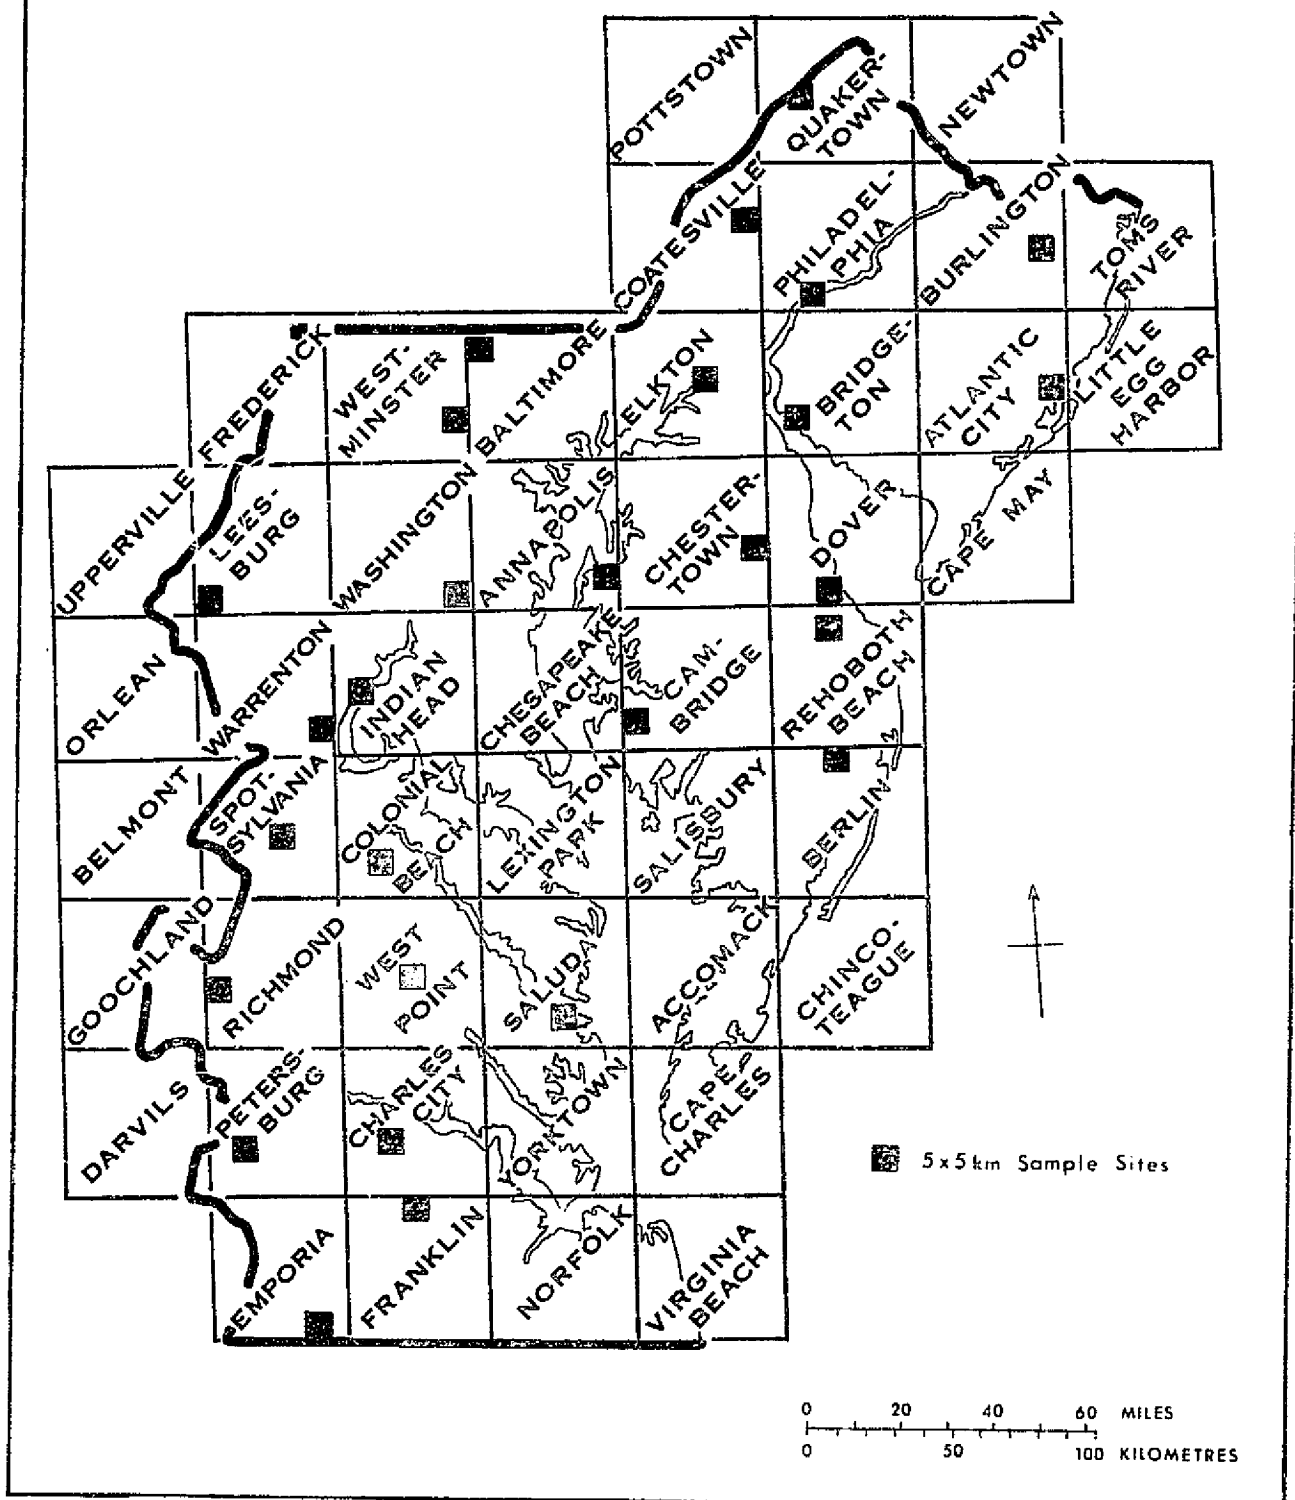 POTTSTOWN
QUAKER-
TOWN
NEWTOWN
COATESVILLE
PHILADEL-
PHIA
BURLINGTON
TOMS
RIVER
FREDERICK
WEST-
MINSTER
BALTIMORE
ELKTON
BRIDGE-
TON
ATLANTIC
CITY
LITTLE
EGG
HARBOR
UPPERVILLE
LEES-
BURG
WASHINGTON
ANNAPOLIS
CHESTER-
TOWN
DOVER
CAPE MAY
ORLEAN
WARRENTON
INDIAN
HEAD
CHESAPEAKE
BEACH
CAM-
BRIDGE
REHOBOTH
BEACH
BELMONT
SPOT-
SYLVANIA
COLONIAL
BEACH
LEXINGTON
PARK
SALISBURY
BERLIN
GOOCHLAND
RICHMOND
WEST
POINT
SALUDA
ACCOMACK
CHINCO-
TEAGUE
DARVILS
PETERS-
BURG
CHARLES
CITY
YORKTOWN
CAPE
CHARLES
5x5km Sample Sites
EMPORIA
FRANKLIN
NORFOLK
VIRGINIA
BEACH
0 20 40 60 MILES
0 50 100 KILOMETRES